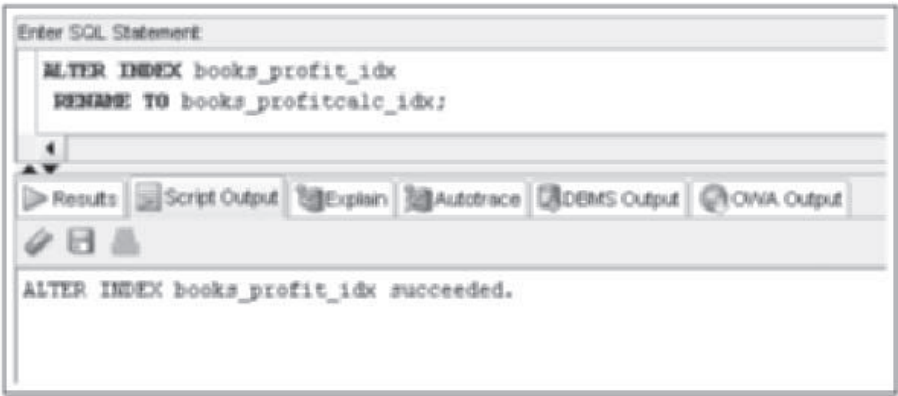 Enter SQL Statement:
ALTER INDEX books_profit_idx
RENAME TO books_profitcalc_idx;
Results Script Output Explain Autotrace DBMS Output OWA Output
ALTER INDEX books_profit_idx succeeded.